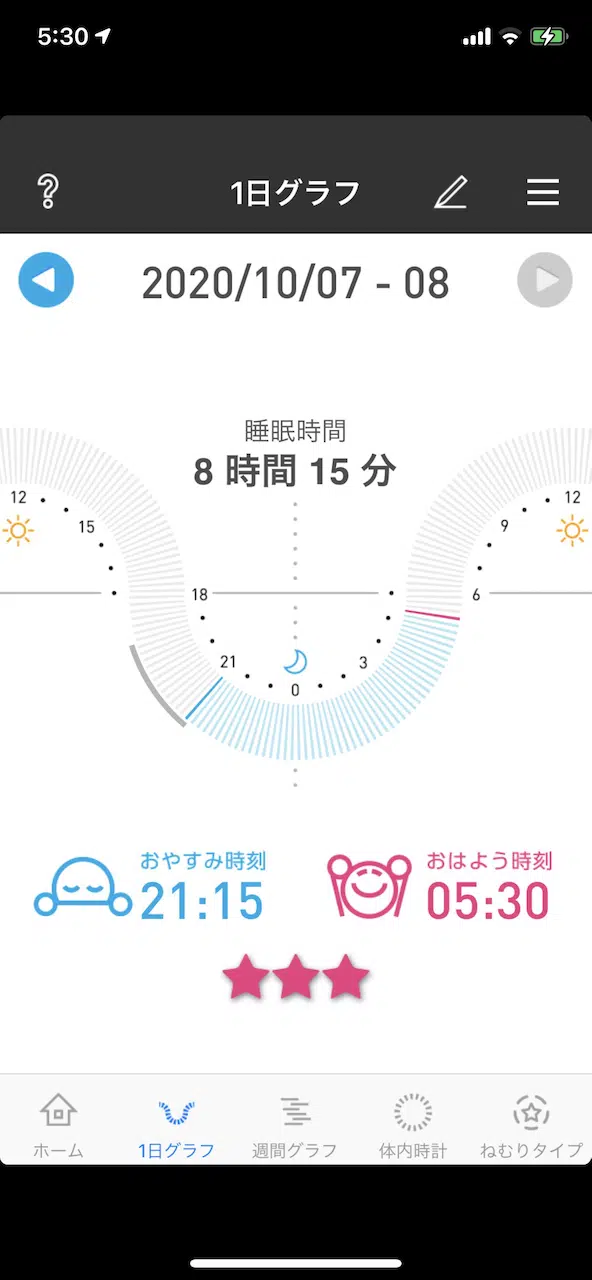 5:30
1日グラフ
2020/10/07 - 08
睡眠時間
8 時間 15 分
12
12
15
9
18
6
21
3
0
おやすみ時刻
21:15
おはよう時刻
05:30
ホーム
1日グラフ
週間グラフ
体内時計
ねむりタイプ